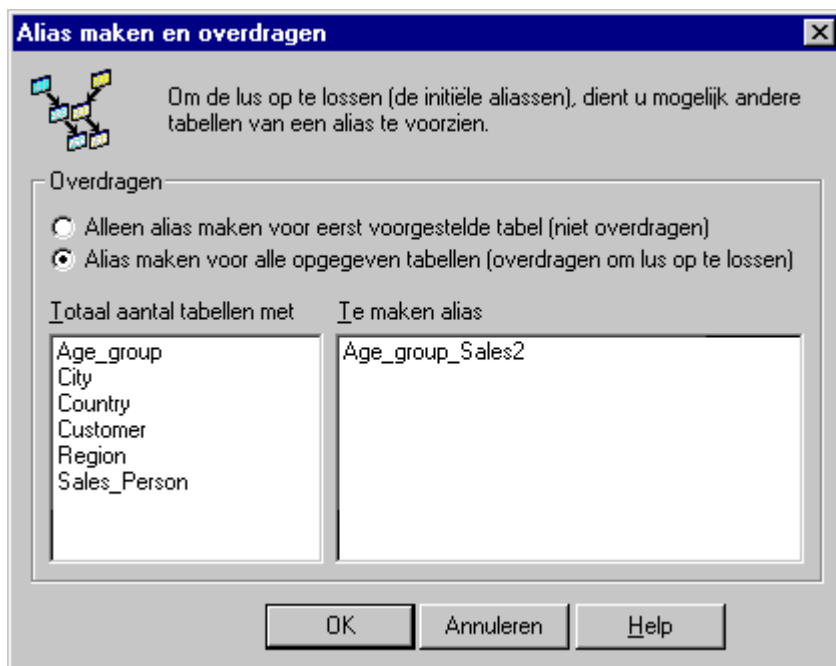 Alias maken en overdragen
Om de lus op te lossen (de initiële aliassen), dient u mogelijk andere
tabellen van een alias te voorzien.
Overdragen
Alleen alias maken voor eerst voorgestelde tabel (niet overdragen)
Alias maken voor alle opgegeven tabellen (overdragen om lus op te lossen)
Totaal aantal tabellen met
Te maken alias
Age_group
City
Country
Customer
Region
Sales_Person
Age_group_Sales2
OK
Annuleren
Help